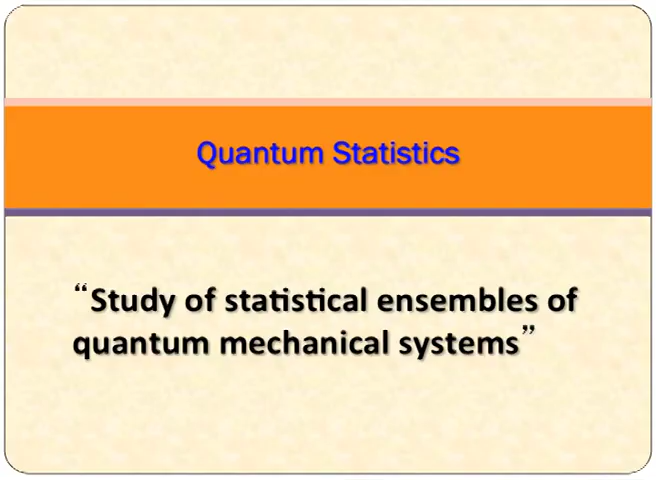 Quantum Statistics
“Study of statistical ensembles of
quantum mechanical systems”